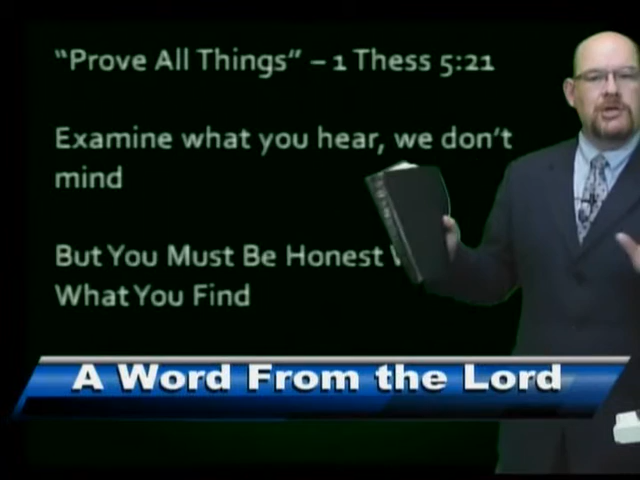 “Prove All Things” – 1 Thess 5:21
Examine what you hear, we don’t
mind
But You Must Be Honest
What You Find
A Word From the Lord